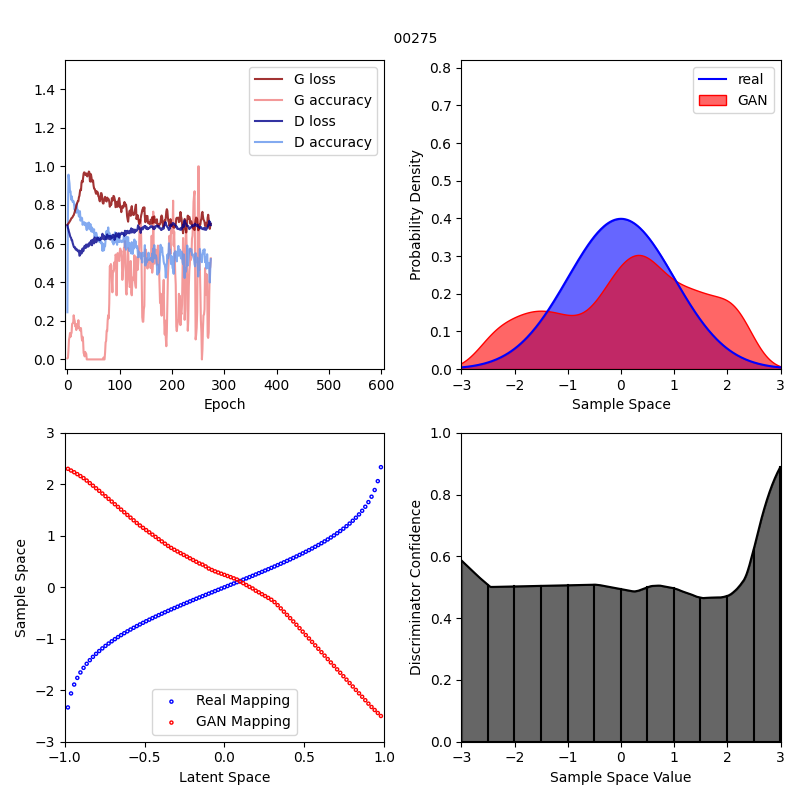 00275
G loss
G accuracy
D loss
D accuracy
1.4
1.2
1.0
0.8
0.6
0.4
0.2
0.0
0 100 200 300 400 500 600
Epoch
real
GAN
Probability Density
0.8
0.7
0.6
0.5
0.4
0.3
0.2
0.1
0.0
−3 −2 −1 0 1 2 3
Sample Space
Sample Space
3
2
1
0
−1
−2
−3
Real Mapping
GAN Mapping
−1.0 −0.5 0.0 0.5 1.0
Latent Space
Discriminator Confidence
1.0
0.8
0.6
0.4
0.2
0.0
−3 −2 −1 0 1 2 3
Sample Space Value